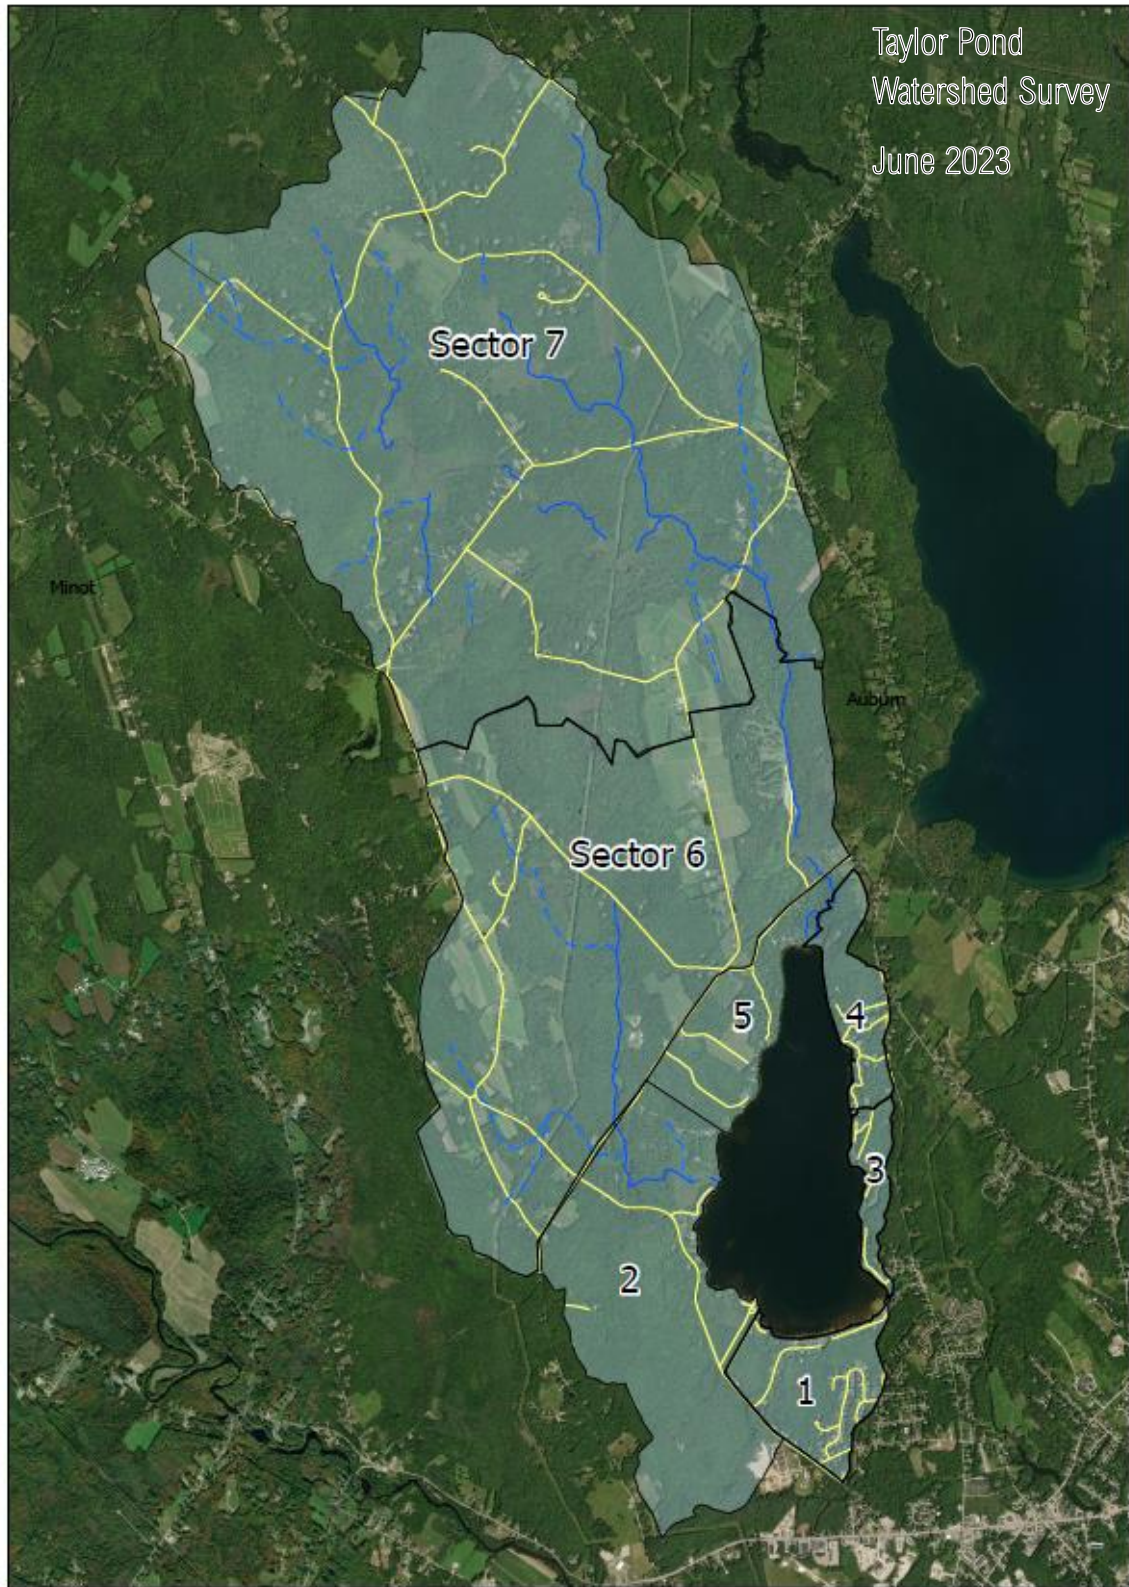 Taylor Pond
Watershed Survey
June 2023
Sector 7
Minot
Auburn
Sector 6
5
4
3
2
1